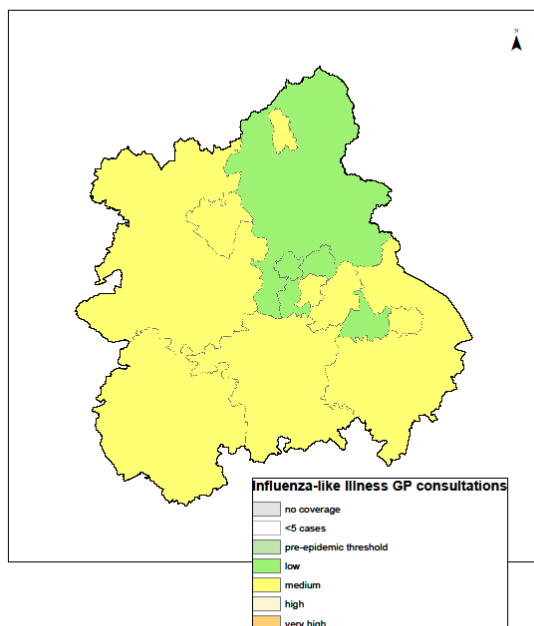 N
Influenza-like Illness GP consultations
no coverage
<5 cases
pre-epidemic threshold
low
medium
high
very high